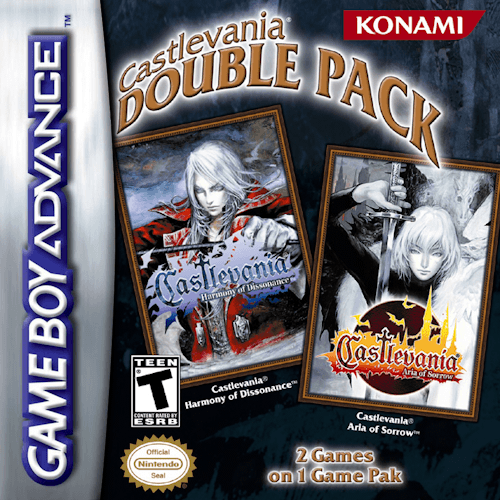 GAME BOY ADVANCE
KONAMI
Castlevania®
DOUBLE PACK
Castlevania
Harmony of Dissonance
Castlevania
Aria of Sorrow
TEEN
T
CONTENT RATED BY
ESRB
Castlevania®
Harmony of Dissonance™
Castlevania®
Aria of Sorrow™
Official
Nintendo
Seal
2 Games
on 1 Game Pak